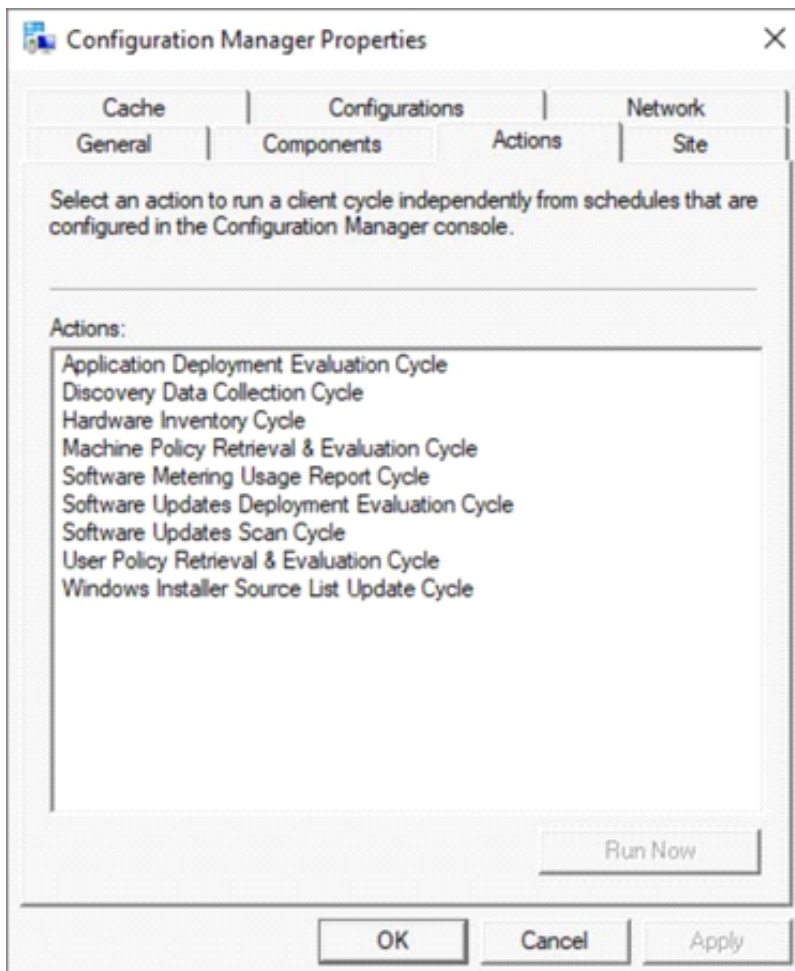 Configuration Manager Properties
Cache Configurations Network
General Components Actions Site
Select an action to run a client cycle independently from schedules that are
configured in the Configuration Manager console.
Actions:
Application Deployment Evaluation Cycle
Discovery Data Collection Cycle
Hardware Inventory Cycle
Machine Policy Retrieval & Evaluation Cycle
Software Metering Usage Report Cycle
Software Updates Deployment Evaluation Cycle
Software Updates Scan Cycle
User Policy Retrieval & Evaluation Cycle
Windows Installer Source List Update Cycle
Run Now
OK Cancel Apply